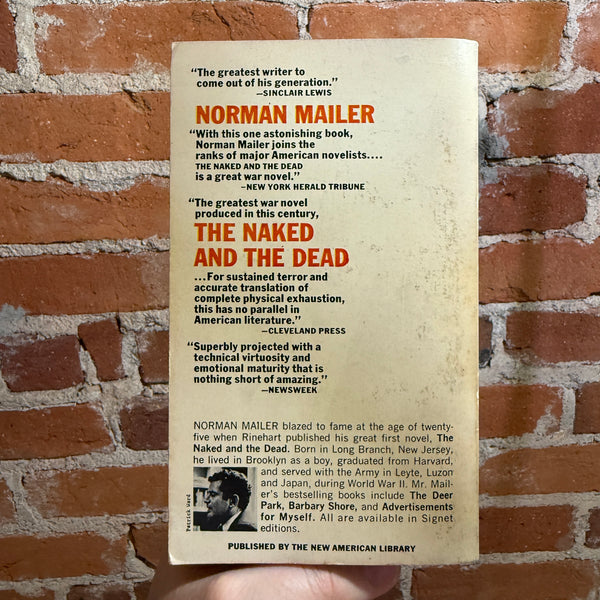 “The greatest writer to
come out of his generation.”
—SINCLAIR LEWIS
NORMAN MAILER
“With this one astonishing book,
Norman Mailer joins the
ranks of major American novelists....
THE NAKED AND THE DEAD
is a great war novel.”
—NEW YORK HERALD TRIBUNE
“The greatest war novel
produced in this century,
THE NAKED
AND THE DEAD
...For sustained terror and
accurate translation of
complete physical exhaustion,
this has no parallel in
American literature.”
—CLEVELAND PRESS
“Superbly projected with a
technical virtuosity and
emotional maturity that is
nothing short of amazing.”
—NEWSWEEK
NORMAN MAILER blazed to fame at the age of twenty-
five when Rinehart published his great first novel, The
Naked and the Dead. Born in Long Branch, New Jersey,
he lived in Brooklyn as a boy, graduated from Harvard,
and served with the Army in Leyte, Luzon
and Japan, during World War II. Mr. Mail-
er's bestselling books include The Deer
Park, Barbary Shore, and Advertisements
for Myself. All are available in Signet
editions.
Patrick Ward
PUBLISHED BY THE NEW AMERICAN LIBRARY